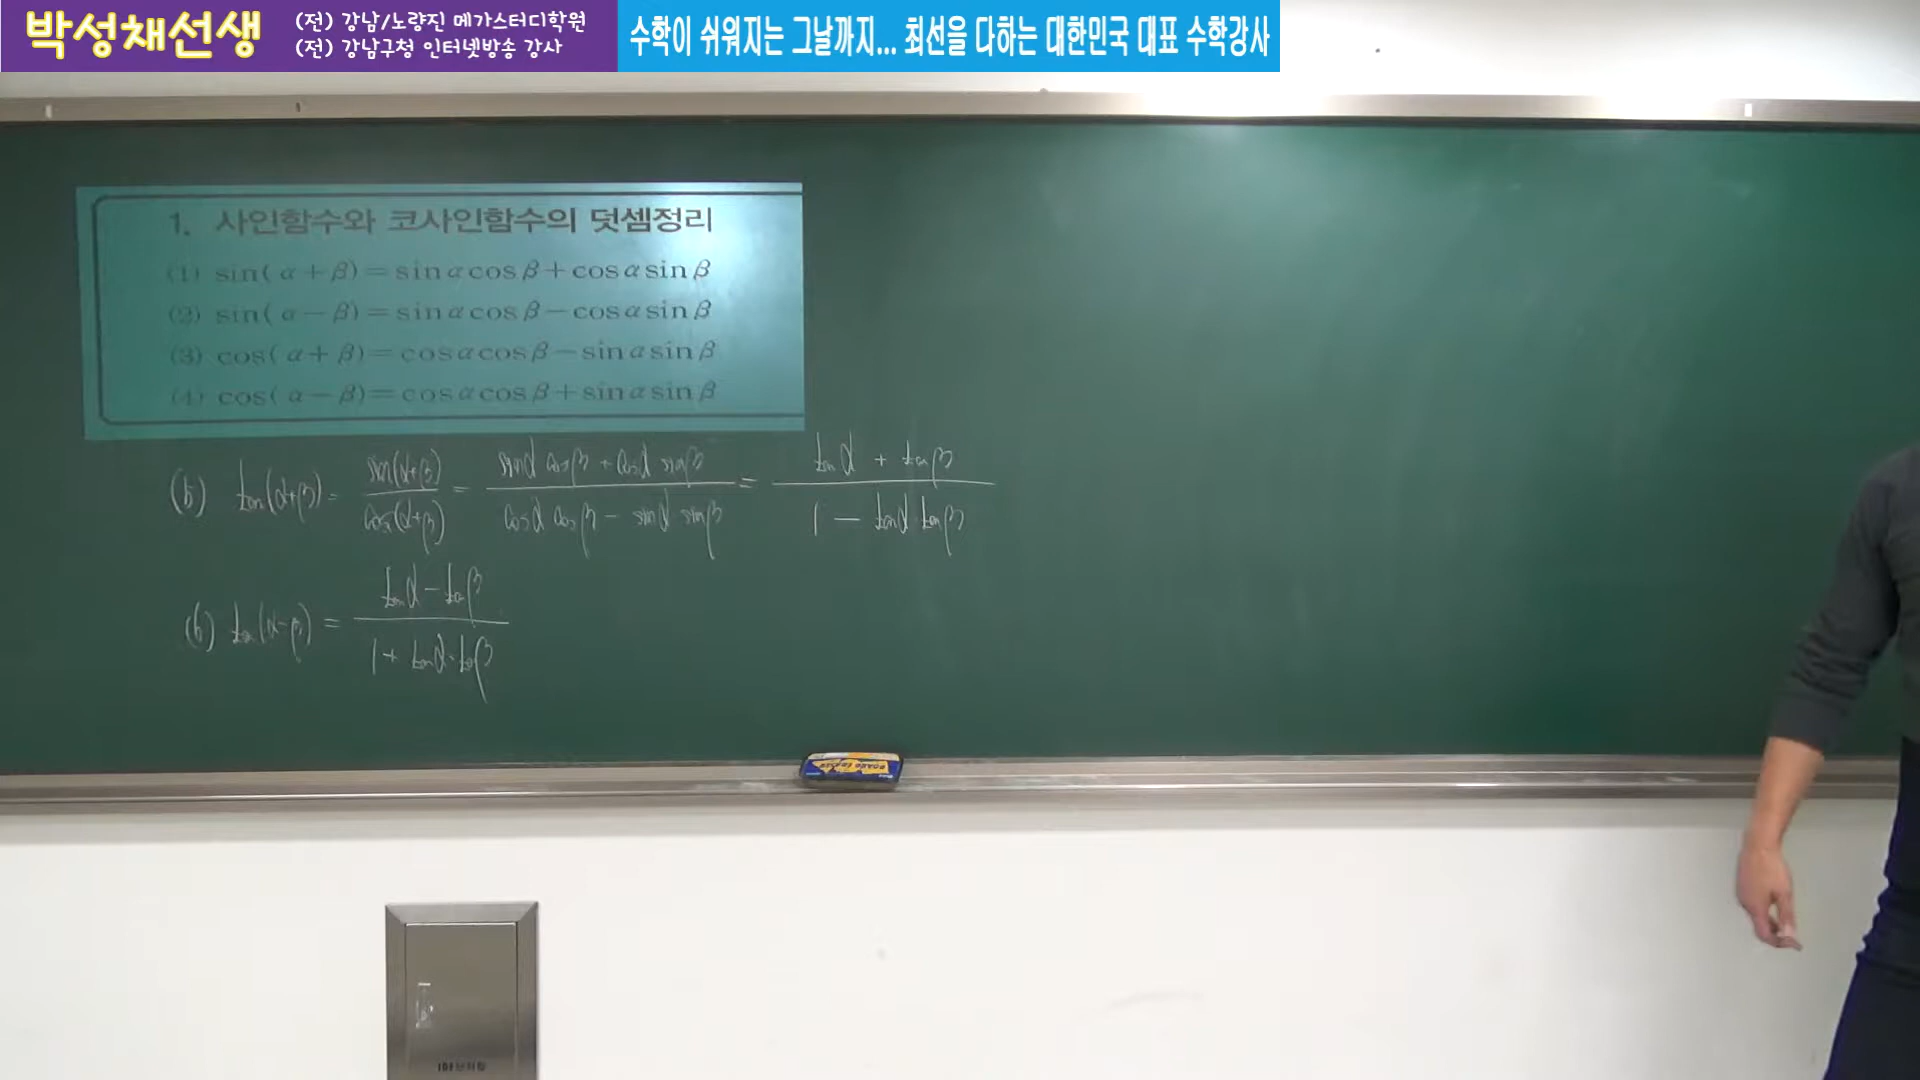 박성채선생
(전) 강남/노량진 메가스터디학원
(전) 강남구청 인터넷방송 강사
수학이 쉬워지는 그날까지... 최선을 다하는 대한민국 대표 수학강사
1. 사인함수와 코사인함수의 덧셈정리
(1) sin(α+β)=sinαcosβ+cosαsinβ
(2) sin(α−β)=sinαcosβ−cosαsinβ
(3) cos(α+β)=cosαcosβ−sinαsinβ
(4) cos(α−β)=cosαcosβ+sinαsinβ
(5) tan(α+β) = sin(α+β)/cos(α+β) = (sinα cosβ + cosα sinβ)/(cosα cosβ − sinα sinβ) = (tanα + tanβ)/(1 − tanα·tanβ)
(6) tan(α−β) = (tanα − tanβ)/(1 + tanα·tanβ)